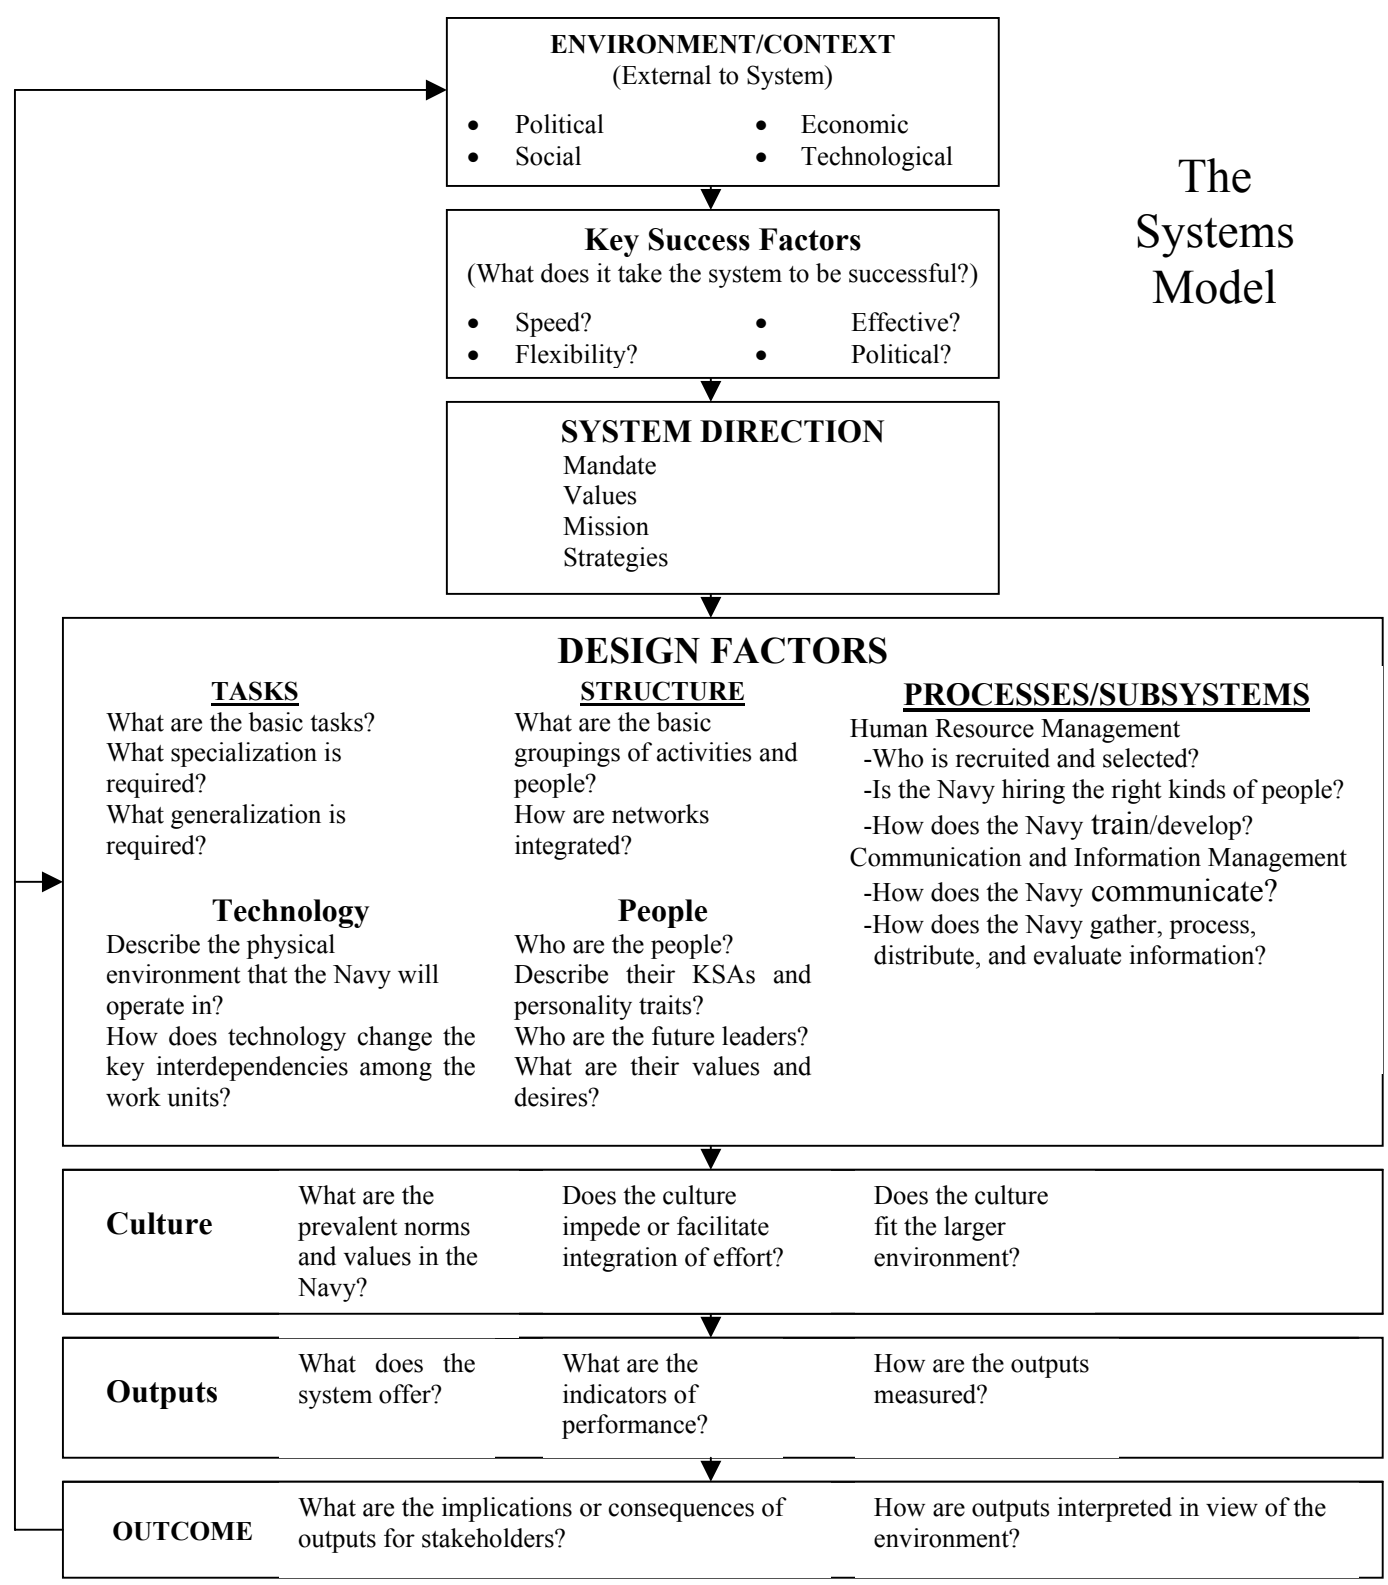 ENVIRONMENT/CONTEXT
(External to System)
• Political • Economic
• Social • Technological
The
Systems
Model
Key Success Factors
(What does it take the system to be successful?)
• Speed? • Effective?
• Flexibility? • Political?
SYSTEM DIRECTION
Mandate
Values
Mission
Strategies
DESIGN FACTORS
TASKS
What are the basic tasks?
What specialization is
required?
What generalization is
required?
STRUCTURE
What are the basic
groupings of activities and
people?
How are networks
integrated?
PROCESSES/SUBSYSTEMS
Human Resource Management
-Who is recruited and selected?
-Is the Navy hiring the right kinds of people?
-How does the Navy train/develop?
Communication and Information Management
-How does the Navy communicate?
-How does the Navy gather, process,
distribute, and evaluate information?
Technology
Describe the physical
environment that the Navy will
operate in?
How does technology change the
key interdependencies among the
work units?
People
Who are the people?
Describe their KSAs and
personality traits?
Who are the future leaders?
What are their values and
desires?
Culture
What are the
prevalent norms
and values in the
Navy?
Does the culture
impede or facilitate
integration of effort?
Does the culture
fit the larger
environment?
Outputs
What does the
system offer?
What are the
indicators of
performance?
How are the outputs
measured?
OUTCOME
What are the implications or consequences of
outputs for stakeholders?
How are outputs interpreted in view of the
environment?